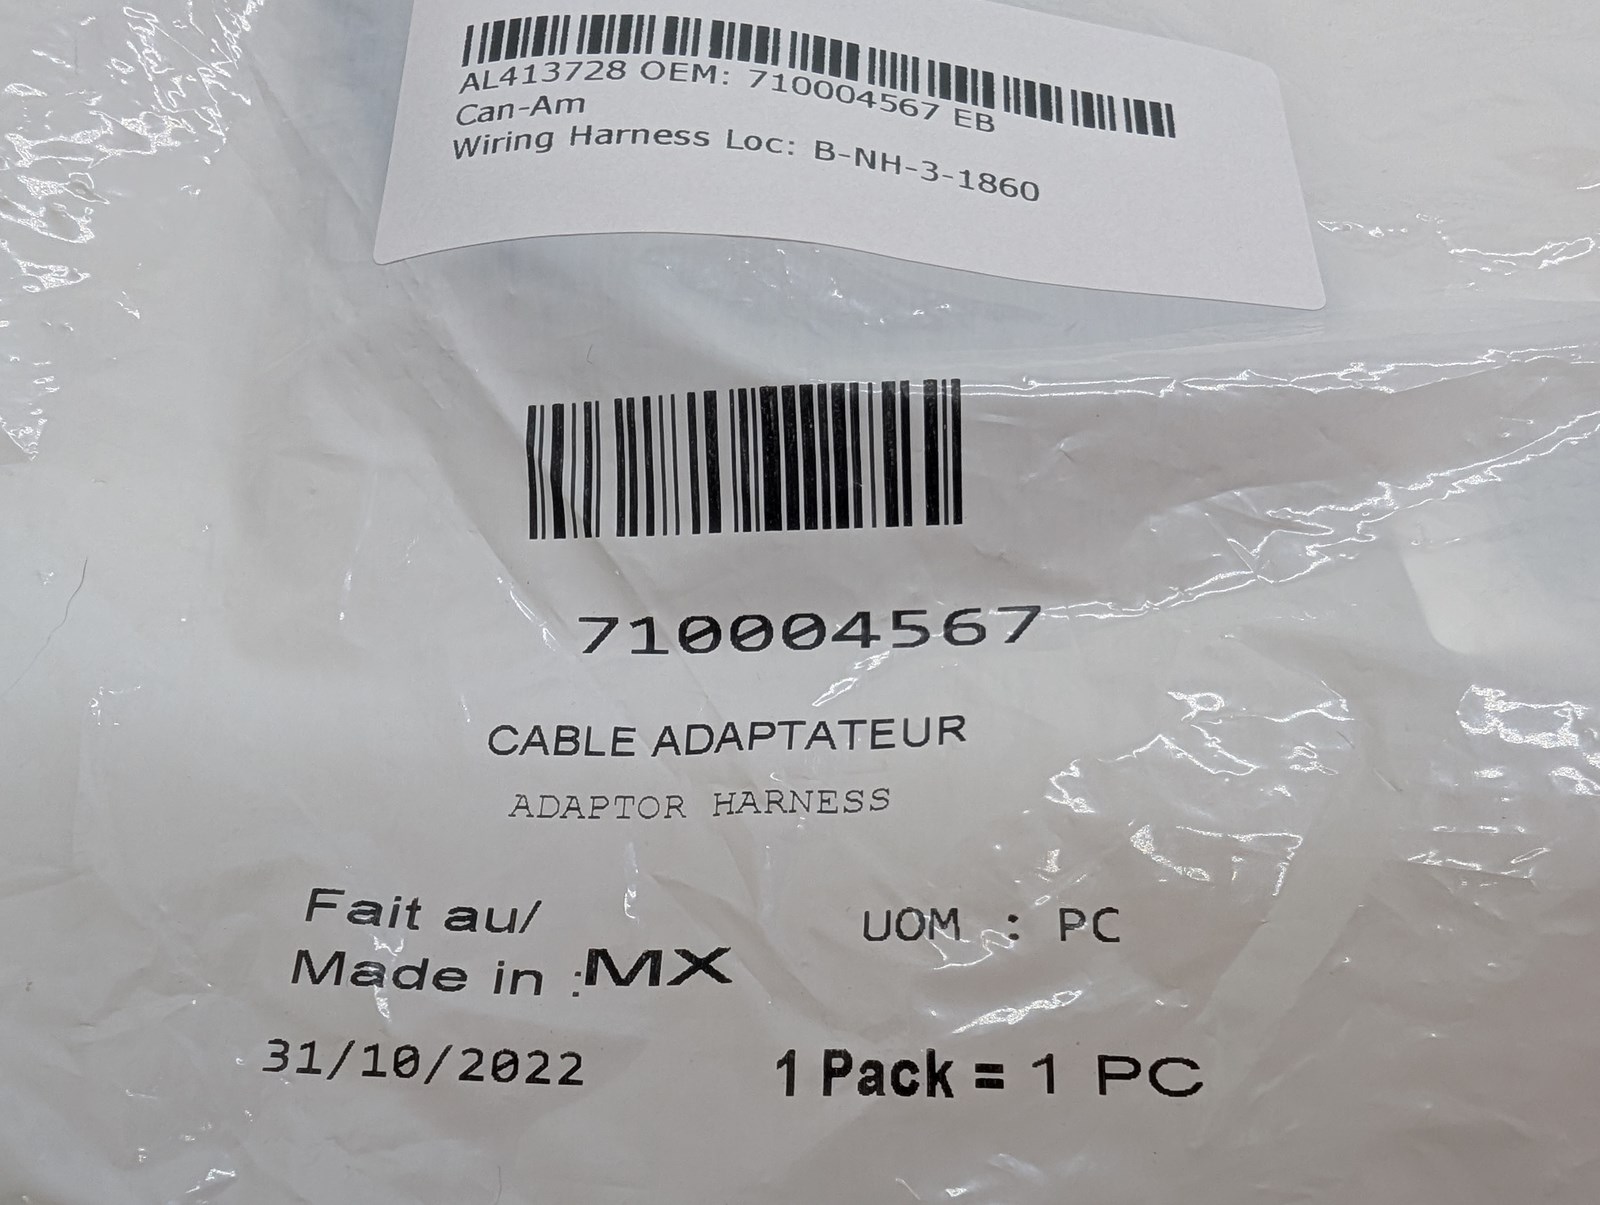 AL413728 OEM: 710004567 EB
Can-Am
Wiring Harness Loc: B-NH-3-1860
710004567
CABLE ADAPTATEUR
ADAPTOR HARNESS
Fait au/
Made in :MX
UOM : PC
31/10/2022
1 Pack = 1 PC